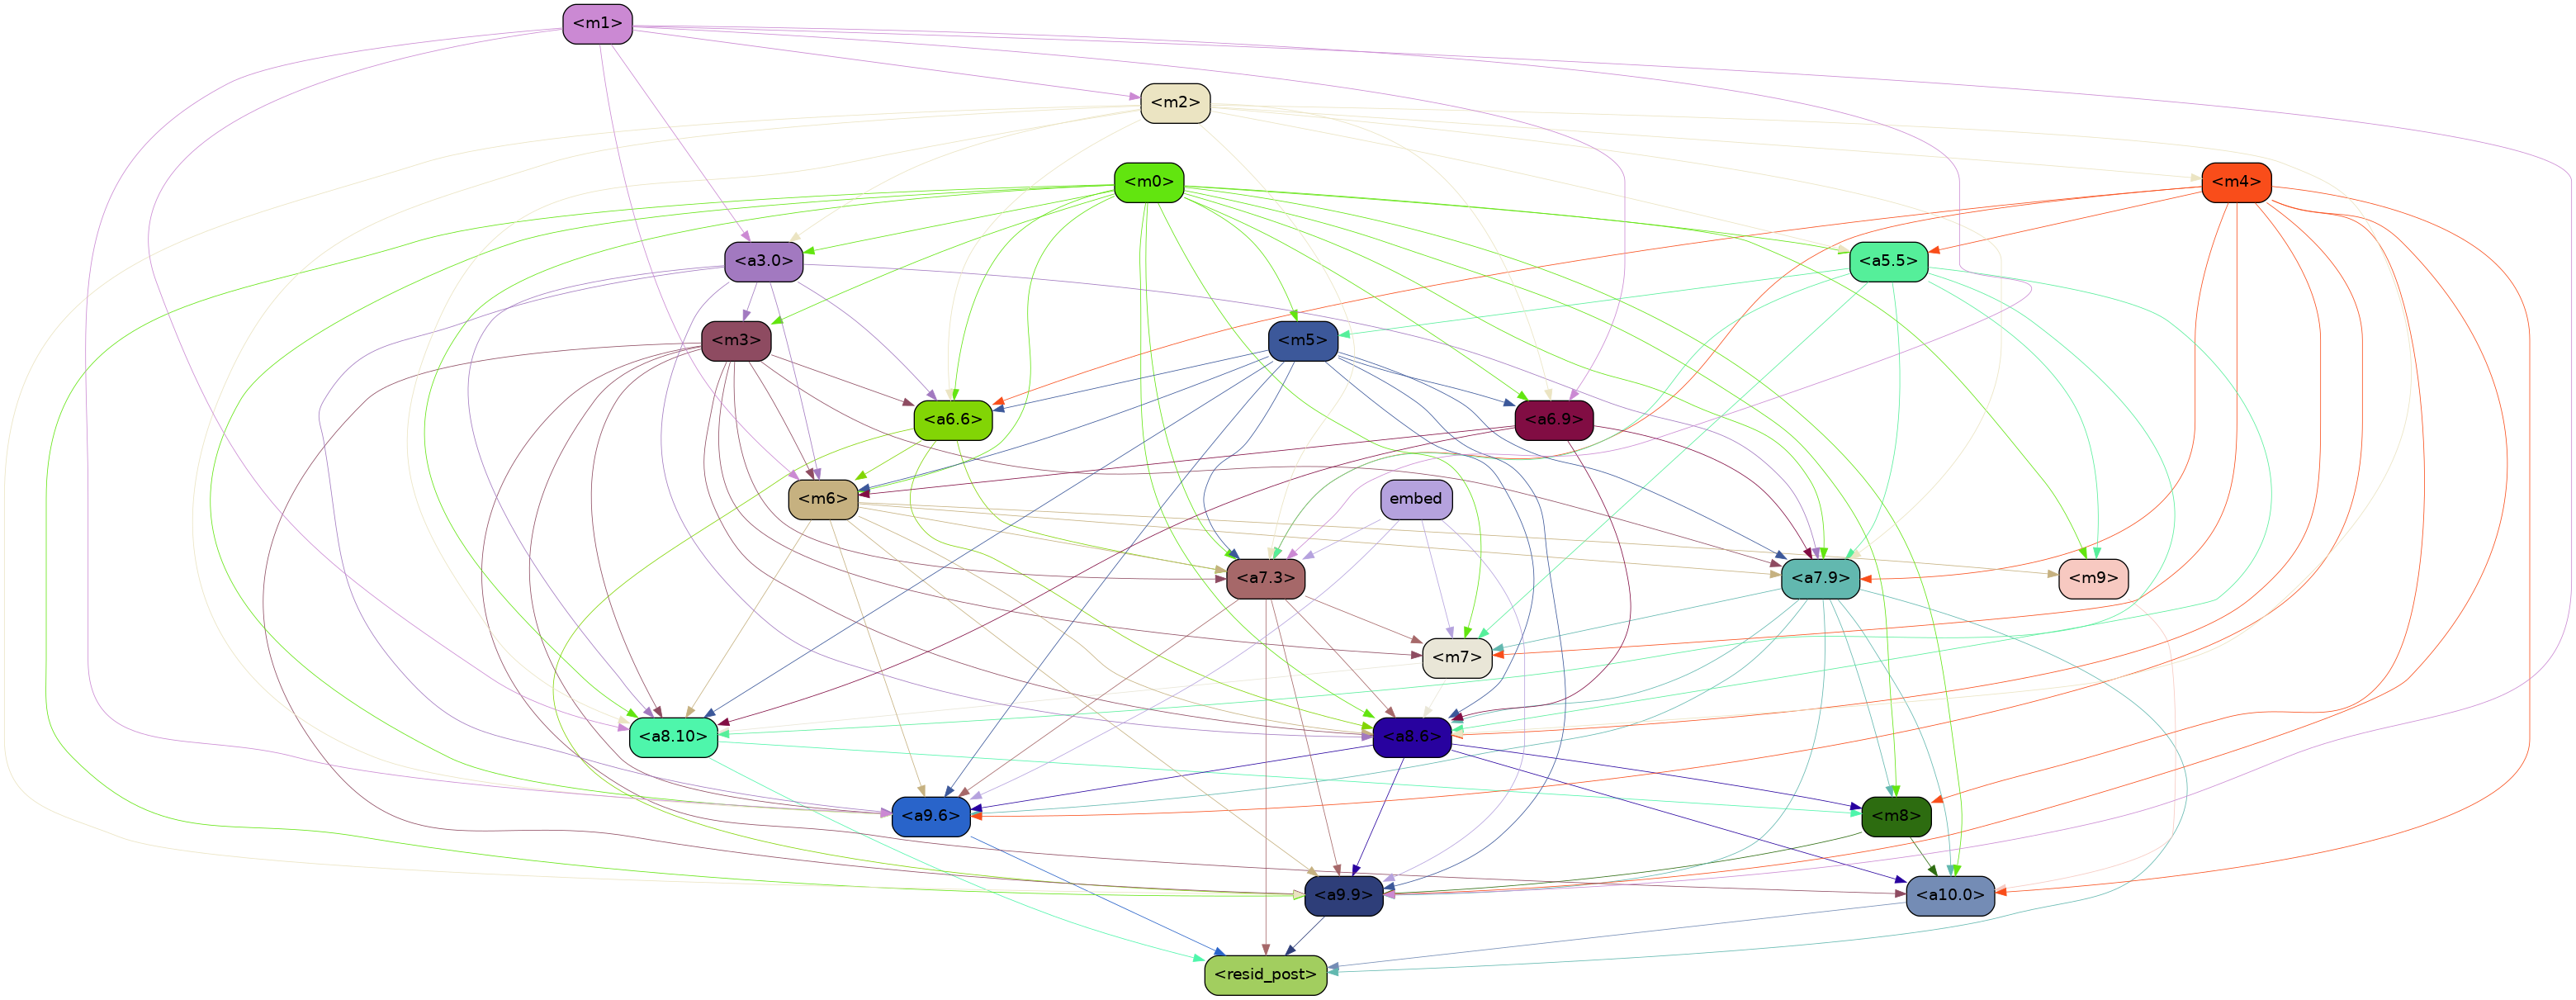 <m1>
<m2>
<m0>
<m4>
<a3.0>
<a5.5>
<m3>
<m5>
<a6.6>
<a6.9>
<m6>
embed
<a7.3>
<a7.9>
<m9>
<m7>
<a8.10>
<a8.6>
<a9.6>
<m8>
<a9.9>
<a10.0>
<resid_post>